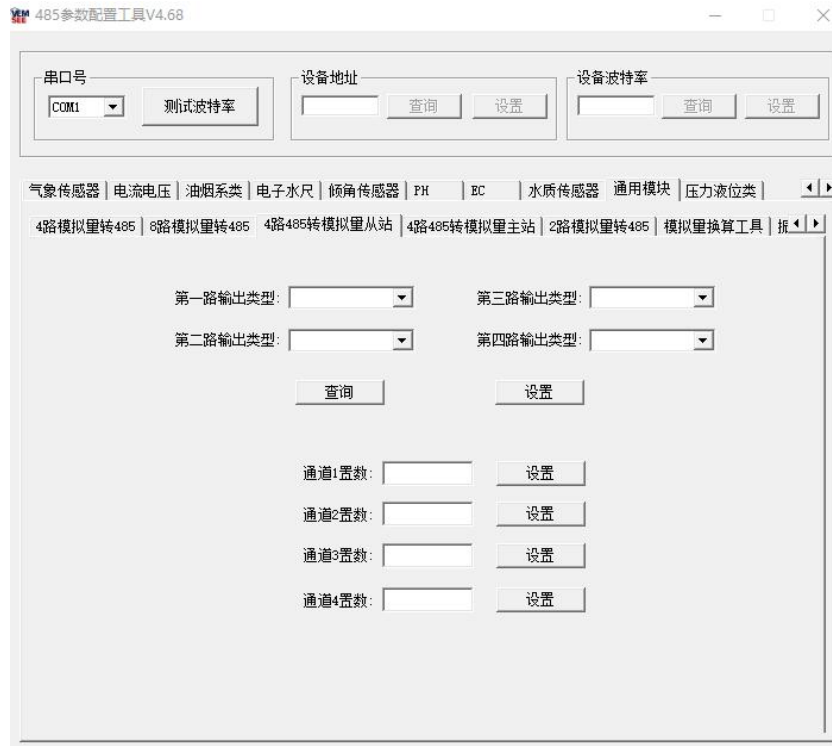 VEM SEE 485参数配置工具V4.68
串口号 设备地址 设备波特率
COM1 测试波特率 查询 设置 查询 设置
气象传感器 电流电压 油烟系类 电子水尺 倾角传感器 PH EC 水质传感器 通用模块 压力液位类
4路模拟量转485 8路模拟量转485 4路485转模拟量从站 4路485转模拟量主站 2路模拟量转485 模拟量换算工具
第一路输出类型: 第三路输出类型:
第二路输出类型: 第四路输出类型:
查询 设置
通道1置数: 设置
通道2置数: 设置
通道3置数: 设置
通道4置数: 设置